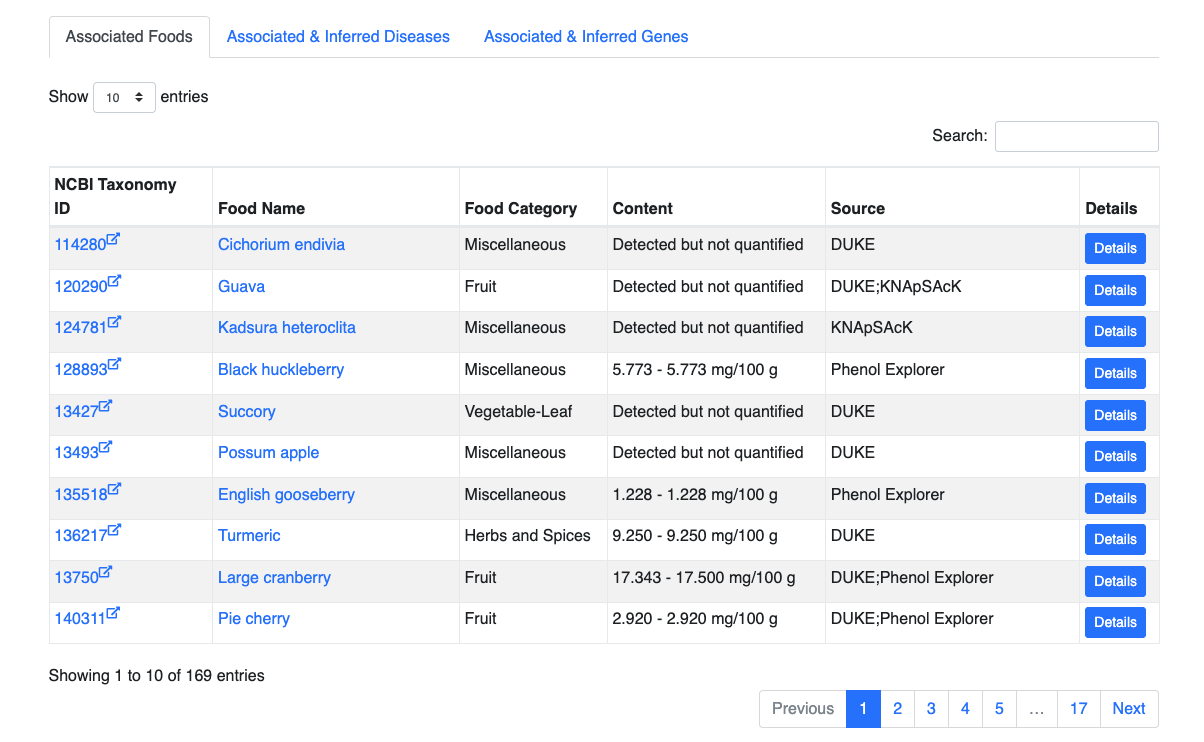 Associated Foods Associated & Inferred Diseases Associated & Inferred Genes
Show 10 entries
Search:
NCBI Taxonomy
ID Food Name Food Category Content Source Details
114280 Cichorium endivia Miscellaneous Detected but not quantified DUKE Details
120290 Guava Fruit Detected but not quantified DUKE;KNApSAcK Details
124781 Kadsura heteroclita Miscellaneous Detected but not quantified KNApSAcK Details
128893 Black huckleberry Miscellaneous 5.773 - 5.773 mg/100 g Phenol Explorer Details
13427 Succory Vegetable-Leaf Detected but not quantified DUKE Details
13493 Possum apple Miscellaneous Detected but not quantified DUKE Details
135518 English gooseberry Miscellaneous 1.228 - 1.228 mg/100 g Phenol Explorer Details
136217 Turmeric Herbs and Spices 9.250 - 9.250 mg/100 g DUKE Details
13750 Large cranberry Fruit 17.343 - 17.500 mg/100 g DUKE;Phenol Explorer Details
140311 Pie cherry Fruit 2.920 - 2.920 mg/100 g DUKE;Phenol Explorer Details
Showing 1 to 10 of 169 entries
Previous 1 2 3 4 5 … 17 Next